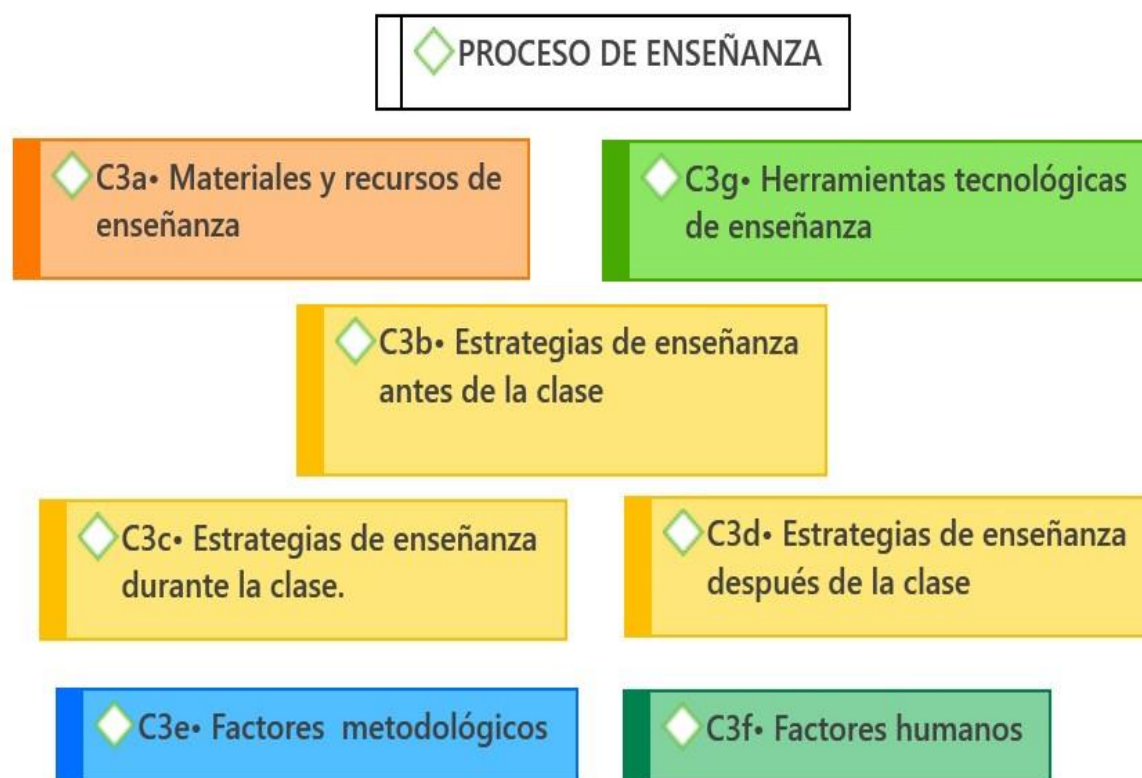 PROCESO DE ENSEÑANZA
C3a• Materiales y recursos de
enseñanza
C3g• Herramientas tecnológicas
de enseñanza
C3b• Estrategias de enseñanza
antes de la clase
C3c• Estrategias de enseñanza
durante la clase.
C3d• Estrategias de enseñanza
después de la clase
C3e• Factores metodológicos
C3f• Factores humanos